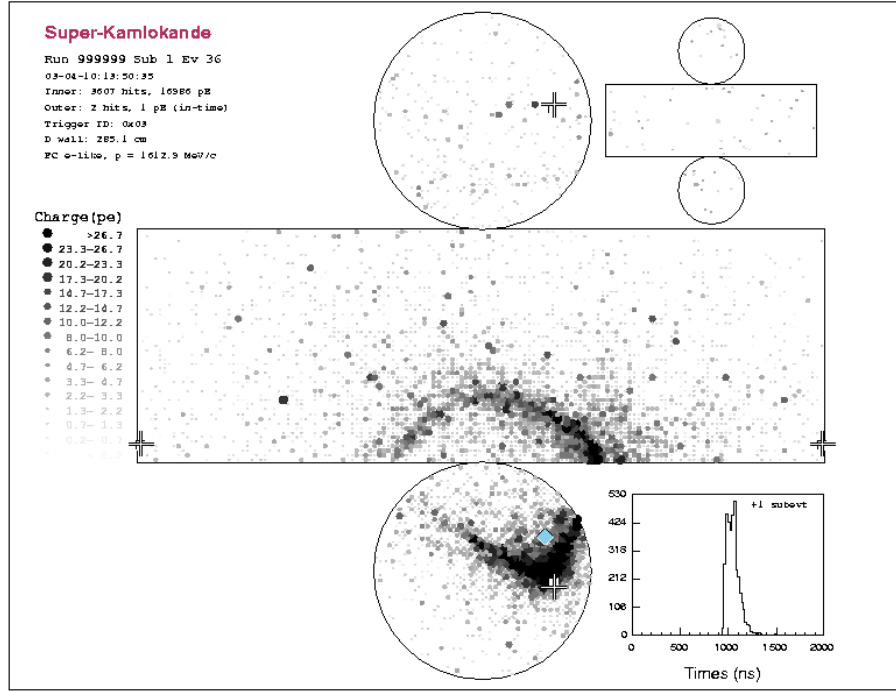 Super-Kamiokande
Run 999999 Sub 1 Ev 36
03-04-10:13:50:35
Inner: 3607 hits, 16986 pE
Outer: 2 hits, 1 pE (in-time)
Trigger ID: 0x03
D wall: 285.1 cm
FC e-like, p = 1612.9 MeV/c
Charge(pe)
>26.7
23.3-26.7
20.2-23.3
17.3-20.2
14.7-17.3
12.2-14.7
10.0-12.2
8.0-10.0
6.2- 8.0
4.7- 6.2
3.3- 4.7
2.2- 3.3
1.3- 2.2
0.7- 1.3
0.2- 0.7
530
424
318
212
106
0
+1 subevt
0
500
1000
1500
2000
Times (ns)